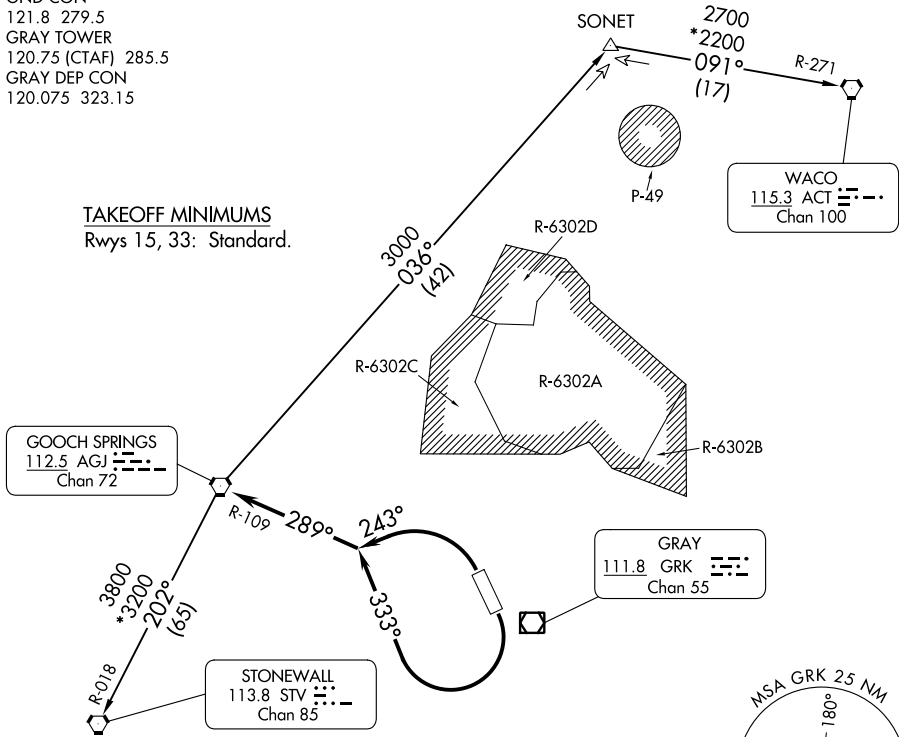 GND CON
121.8 279.5
GRAY TOWER
120.75 (CTAF) 285.5
GRAY DEP CON
120.075 323.15
SONET
2700
*2200
091°
(17)
R-271
P-49
WACO
115.3 ACT
Chan 100
TAKEOFF MINIMUMS
Rwys 15, 33: Standard.
3000
036°
(42)
R-6302D
R-6302C
R-6302A
R-6302B
GOOCH SPRINGS
112.5 AGJ
Chan 72
R-109
289°
243°
333°
GRAY
111.8 GRK
Chan 55
3800
*3200
202°
(65)
R-018
STONEWALL
113.8 STV
Chan 85
MSA GRK 25 NM
180°